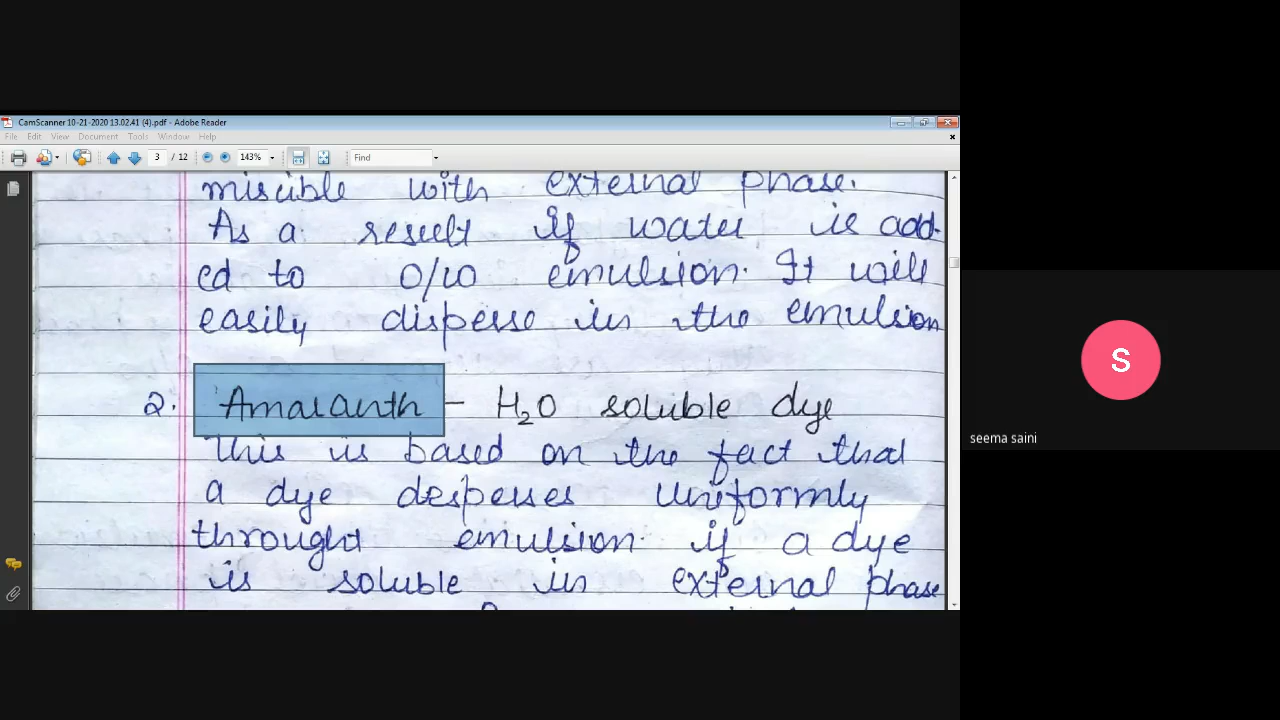 CamScanner 10-21-2020 13.02.41 (4).pdf - Adobe Reader
File Edit View Document Tools Window Help
3 / 12 143% Find
miscible with external phase.
As a result if water is add-
ed to O/W emulsion. It will
easily disperse in the emulsion
2. Amaranth - H₂O soluble dye
This is based on the fact that
a dye desperses uniformly
throught emulsion if a dye
is soluble in external phase
S
seema saini